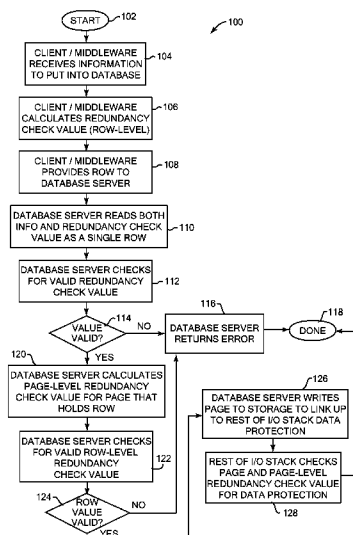 START
102
100
CLIENT / MIDDLEWARE
RECEIVES INFORMATION
TO PUT INTO DATABASE
104
CLIENT / MIDDLEWARE
CALCULATES REDUNDANCY
CHECK VALUE (ROW-LEVEL)
106
CLIENT / MIDDLEWARE
PROVIDES ROW TO
DATABASE SERVER
108
DATABASE SERVER READS BOTH
INFO AND REDUNDANCY CHECK
VALUE AS A SINGLE ROW
110
DATABASE SERVER CHECKS
FOR VALID REDUNDANCY
CHECK VALUE
112
VALUE
VALID?
114
NO
YES
116
DATABASE SERVER
RETURNS ERROR
118
DONE
120
DATABASE SERVER CALCULATES
PAGE-LEVEL REDUNDANCY
CHECK VALUE FOR PAGE THAT
HOLDS ROW
DATABASE SERVER CHECKS
FOR VALID ROW-LEVEL
REDUNDANCY
CHECK VALUE
122
124
ROW
VALUE
VALID?
NO
YES
126
DATABASE SERVER WRITES
PAGE TO STORAGE TO LINK UP
TO REST OF I/O STACK DATA
PROTECTION
REST OF I/O STACK CHECKS
PAGE AND PAGE-LEVEL
REDUNDANCY CHECK VALUE
FOR DATA PROTECTION
128